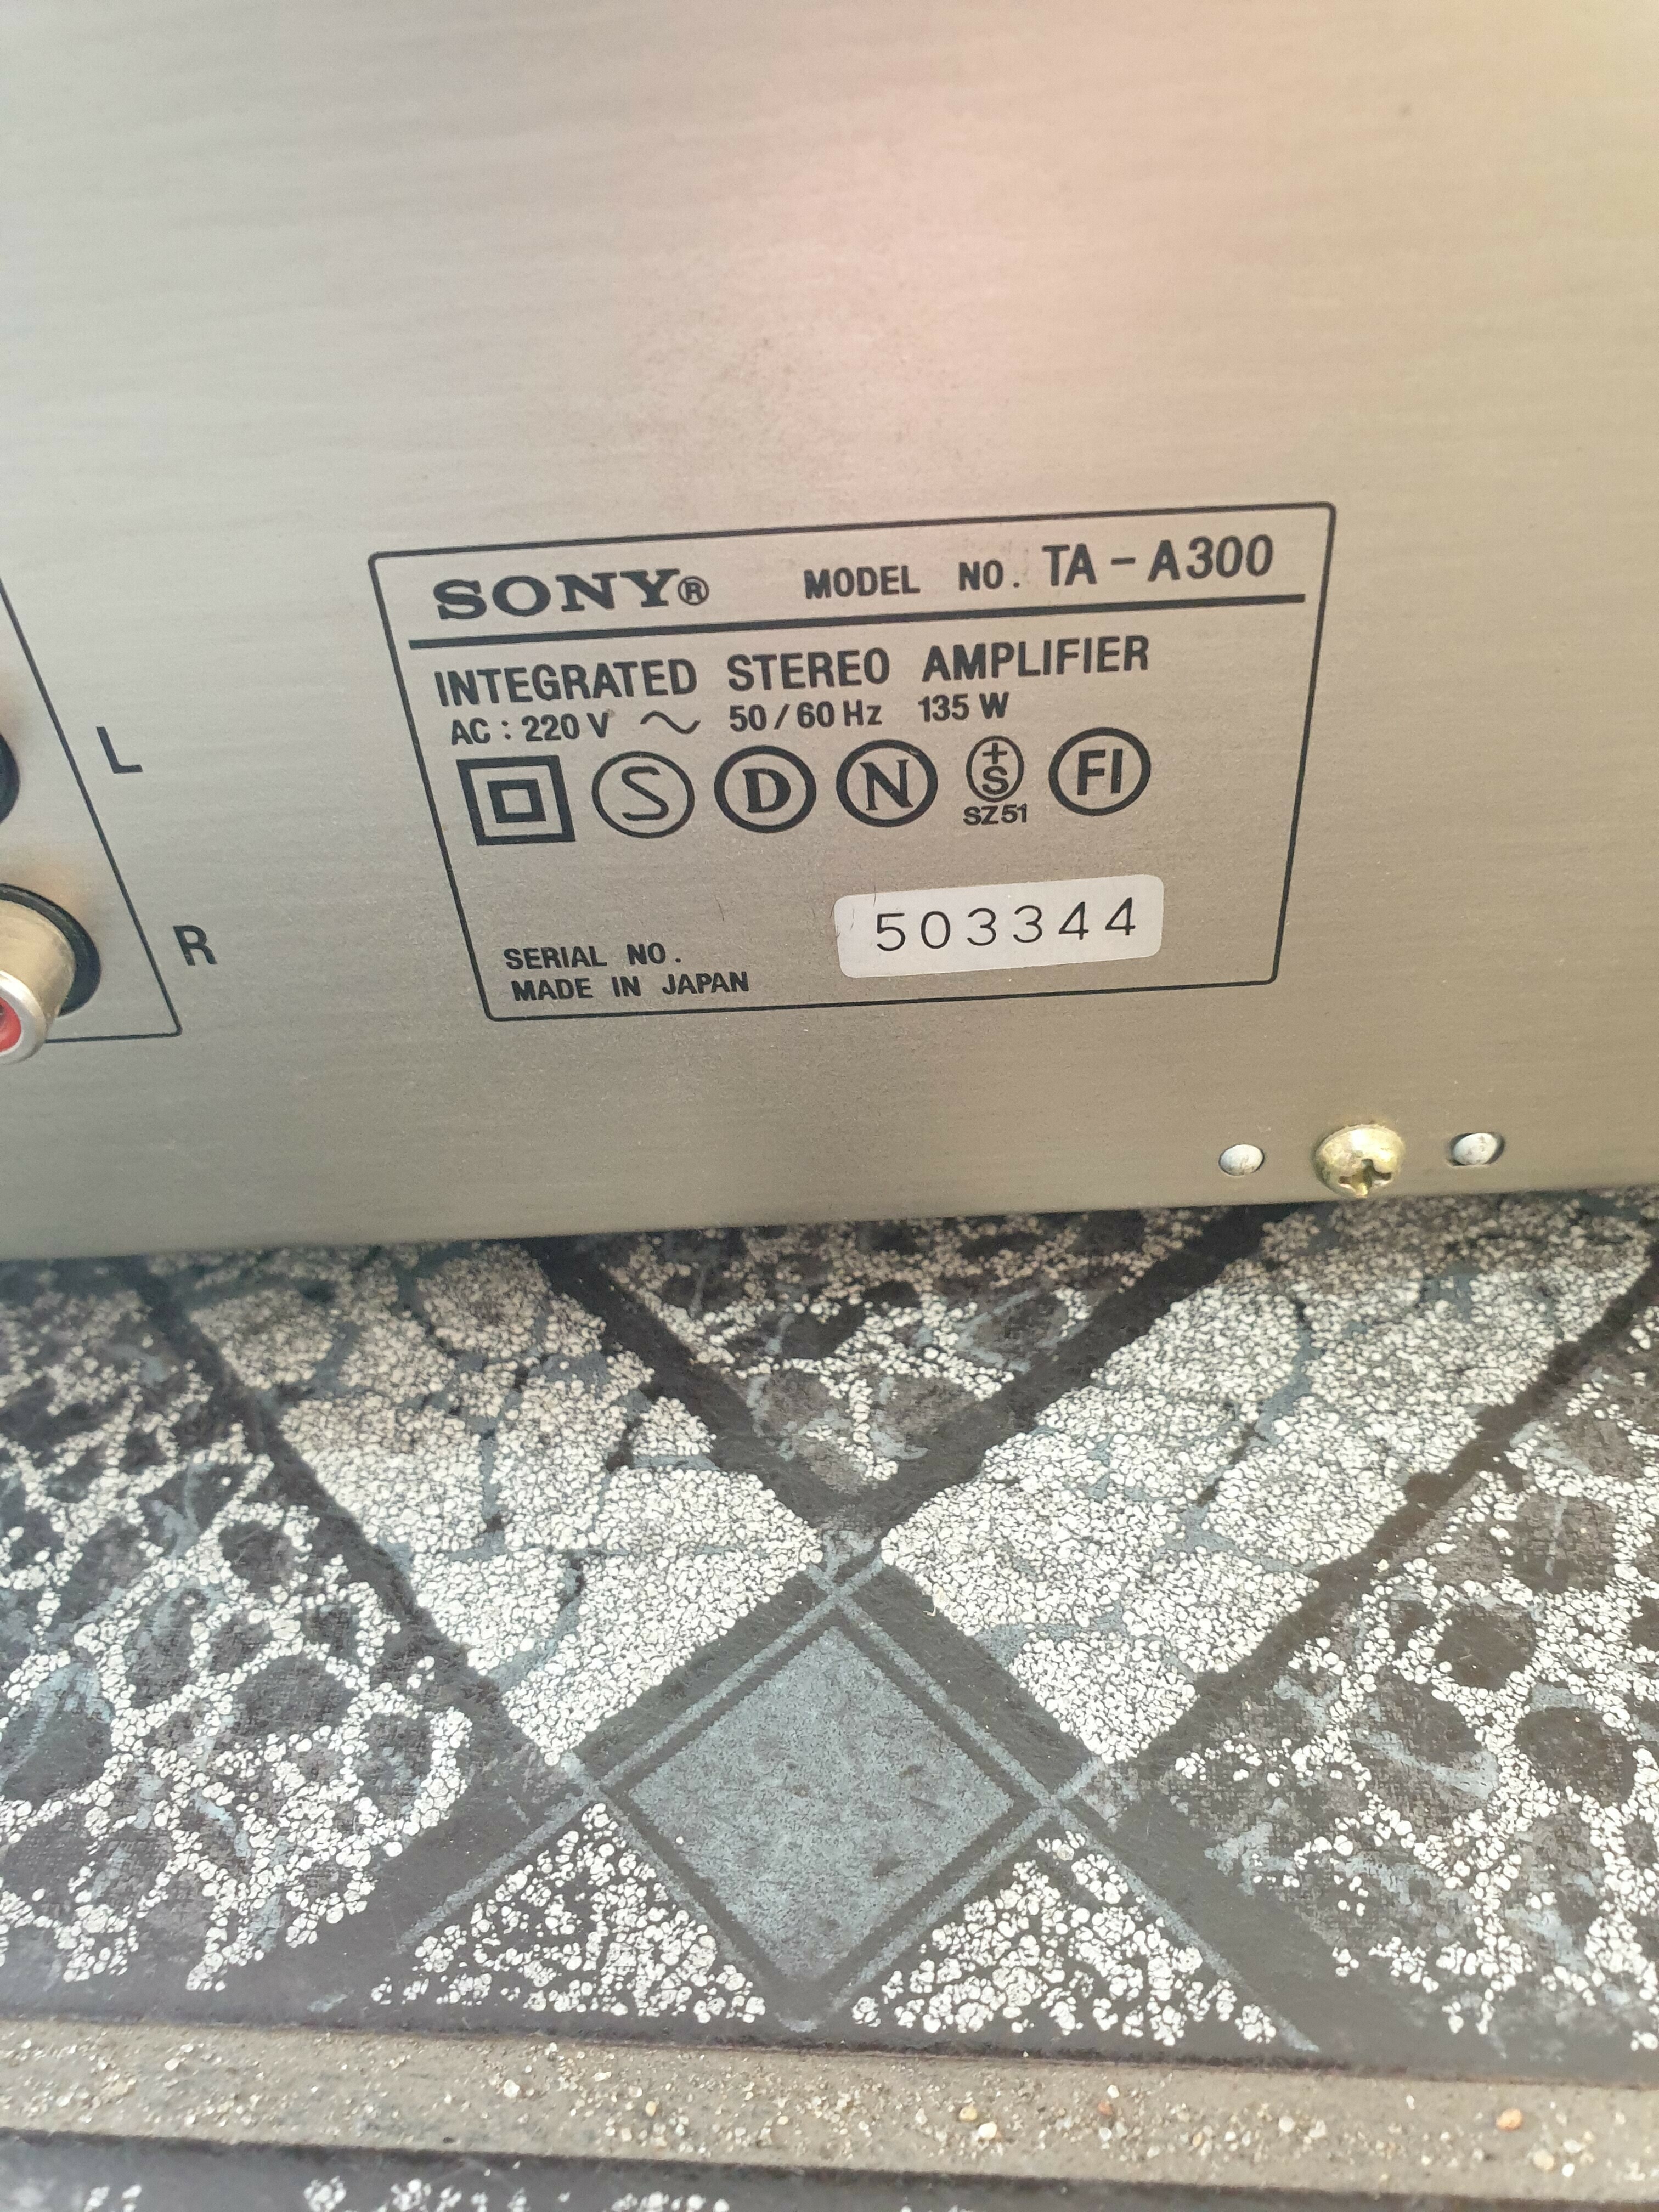 SONY® MODEL NO. TA-A300
INTEGRATED STEREO AMPLIFIER
AC : 220 V ~ 50/60 Hz 135 W
S D N +S FI
SZ51
503344
SERIAL NO.
MADE IN JAPAN
L
R